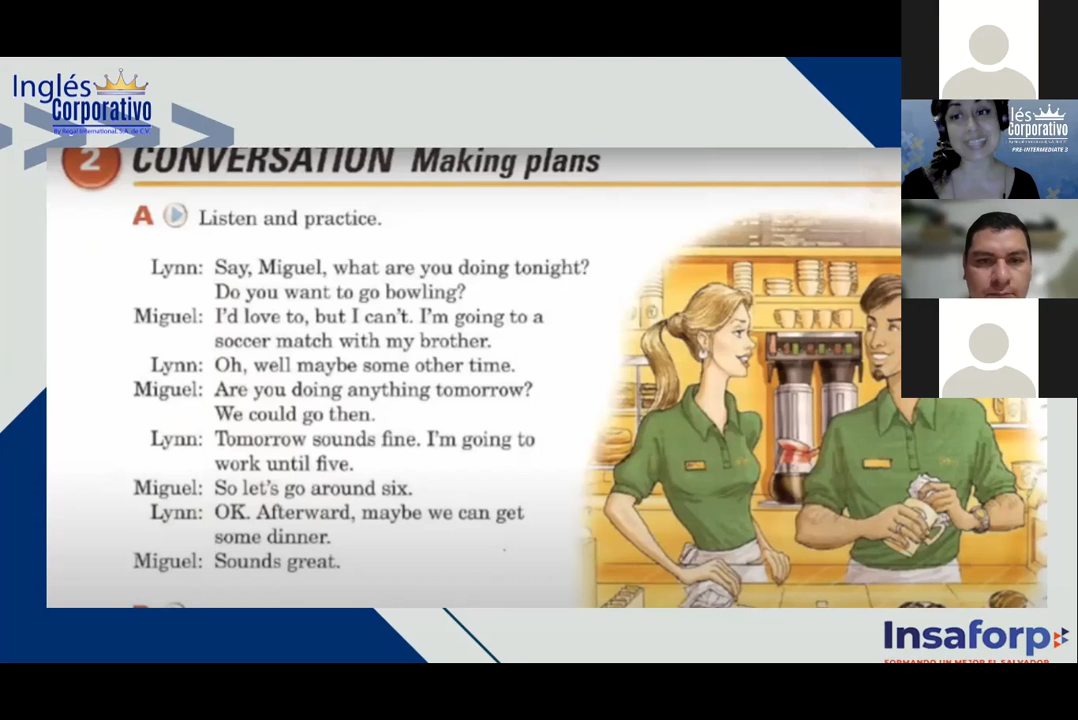 Inglés
Corporativo
By Regal International, S.A. de C.V.
lés
Corporativo
PRE-INTERMEDIATE 3
2 CONVERSATION Making plans
A Listen and practice.
Lynn: Say, Miguel, what are you doing tonight?
Do you want to go bowling?
Miguel: I'd love to, but I can't. I'm going to a
soccer match with my brother.
Lynn: Oh, well maybe some other time.
Miguel: Are you doing anything tomorrow?
We could go then.
Lynn: Tomorrow sounds fine. I'm going to
work until five.
Miguel: So let's go around six.
Lynn: OK. Afterward, maybe we can get
some dinner.
Miguel: Sounds great.
Insaforp
FORMANDO UN MEJOR EL SALVADOR